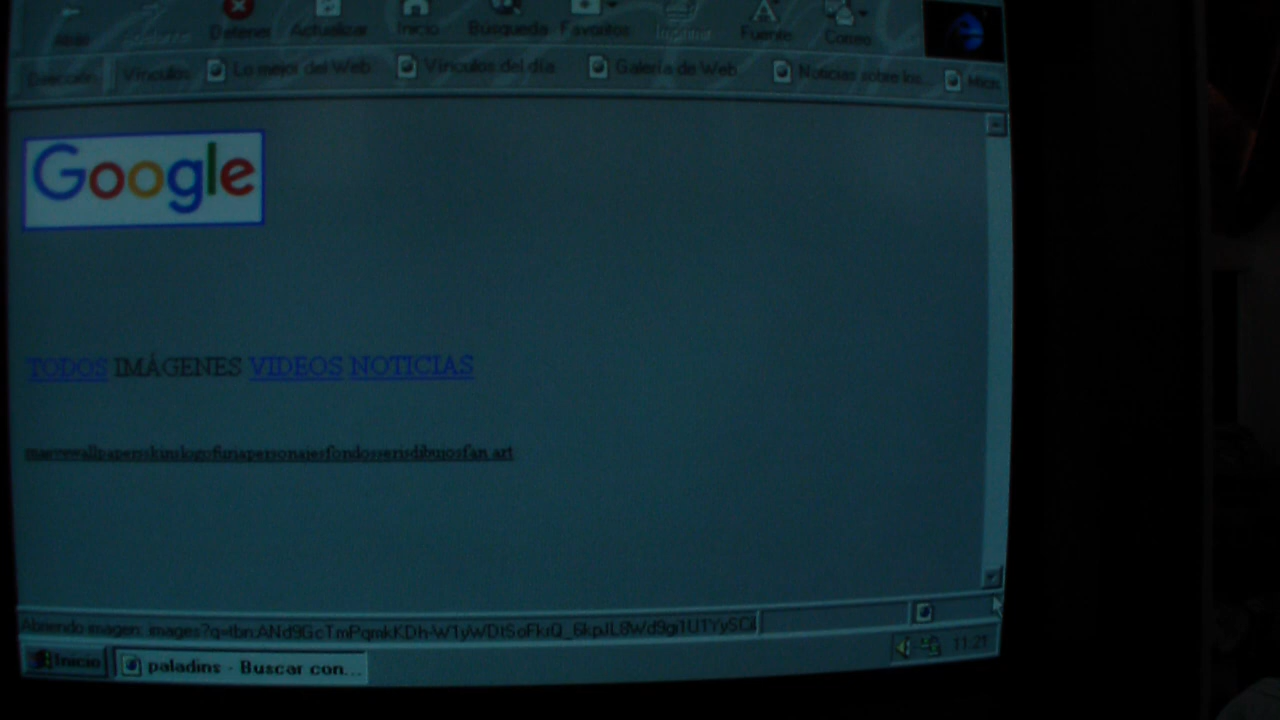 Detener Actualizar Inicio Búsqueda Favoritos Imprimir Fuente Correo
Vínculos Lo mejor del Web Vínculos del día Galería de Web Noticias sobre los...
Google
TODOS IMÁGENES VIDEOS NOTICIAS
Abriendo imagen: images?q=tbn:ANd9GcTmPqmkKDh-W1yWDtSoFkiQ_6kpJL8Wd9gi1U1YySCi
Inicio paladins - Buscar con... 11:21